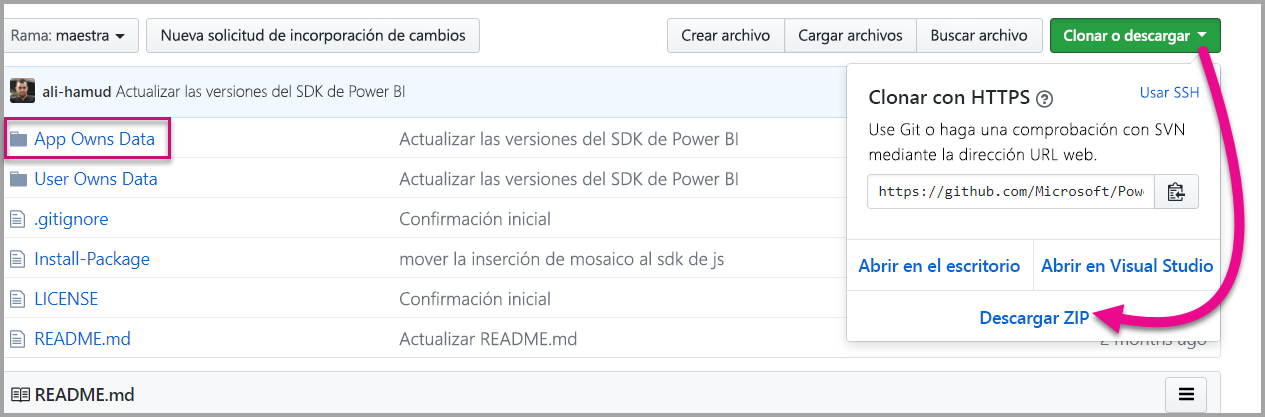 Rama: maestra
Nueva solicitud de incorporación de cambios
Crear archivo
Cargar archivos
Buscar archivo
Clonar o descargar
ali-hamud Actualizar las versiones del SDK de Power BI
App Owns Data Actualizar las versiones del SDK de Power BI
User Owns Data Actualizar las versiones del SDK de Power BI
.gitignore Confirmación inicial
Install-Package mover la inserción de mosaico al sdk de js
LICENSE Confirmación inicial
README.md Actualizar README.md
2 months ago
Clonar con HTTPS ?
Usar SSH
Use Git o haga una comprobación con SVN
mediante la dirección URL web.
https://github.com/Microsoft/Pow
Abrir en el escritorio
Abrir en Visual Studio
Descargar ZIP
README.md